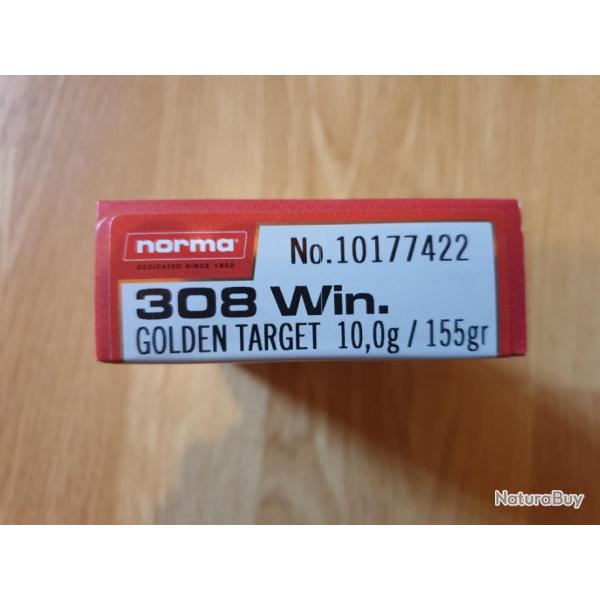 norma
No.10177422
DEDICATED SINCE 1902
308 Win.
GOLDEN TARGET 10,0g / 155gr
NaturaBuy